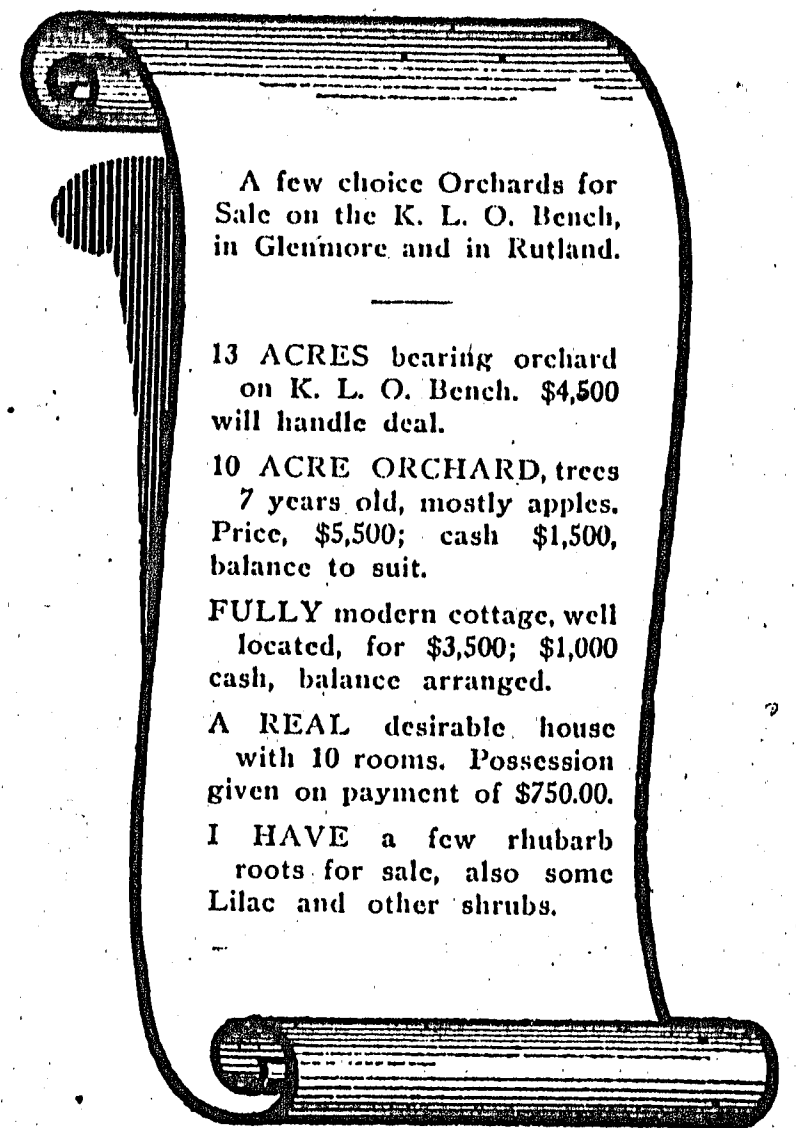 A few choice Orchards for
Sale on the K. L. O. Bench,
in Glenmore and in Rutland.
13 ACRES bearing orchard
on K. L. O. Bench. $4,500
will handle deal.
10 ACRE ORCHARD, trees
7 years old, mostly apples.
Price, $5,500; cash $1,500,
balance to suit.
FULLY modern cottage, well
located, for $3,500; $1,000
cash, balance arranged.
A REAL desirable house
with 10 rooms. Possession
given on payment of $750.00.
I HAVE a few rhubarb
roots for sale, also some
Lilac and other shrubs.